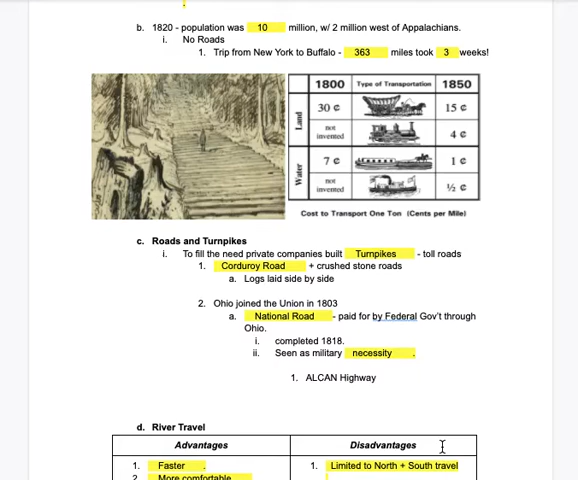 b. 1820 - population was 10 million, w/ 2 million west of Appalachians.
i. No Roads
1. Trip from New York to Buffalo - 363 miles took 3 weeks!
1800 Type of Transportation 1850
Land
30 ¢ 15 ¢
not invented 4 ¢
Water
7 ¢ 1 ¢
not invented ½ ¢
Cost to Transport One Ton (Cents per Mile)
c. Roads and Turnpikes
i. To fill the need private companies built Turnpikes - toll roads
1. Corduroy Road + crushed stone roads
a. Logs laid side by side
2. Ohio joined the Union in 1803
a. National Road - paid for by Federal Gov't through
Ohio.
i. completed 1818.
ii. Seen as military necessity .
1. ALCAN Highway
d. River Travel
Advantages Disadvantages
1. Faster . 1. Limited to North + South travel
2. More comfortable